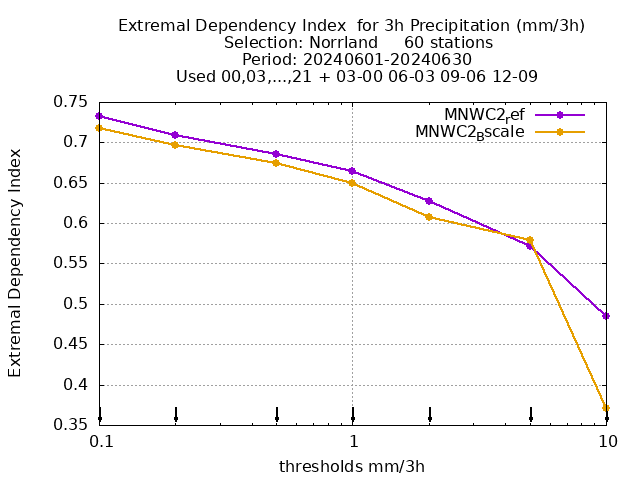 Extremal Dependency Index  for 3h Precipitation (mm/3h)
Selection: Norrland     60 stations
Period: 20240601-20240630
Used 00,03,...,21 + 03-00 06-03 09-06 12-09
MNWC2_ref
MNWC2_Bscale
0.75
0.7
0.65
0.6
0.55
0.5
0.45
0.4
0.35
Extremal Dependency Index
0.1
1
10
thresholds mm/3h